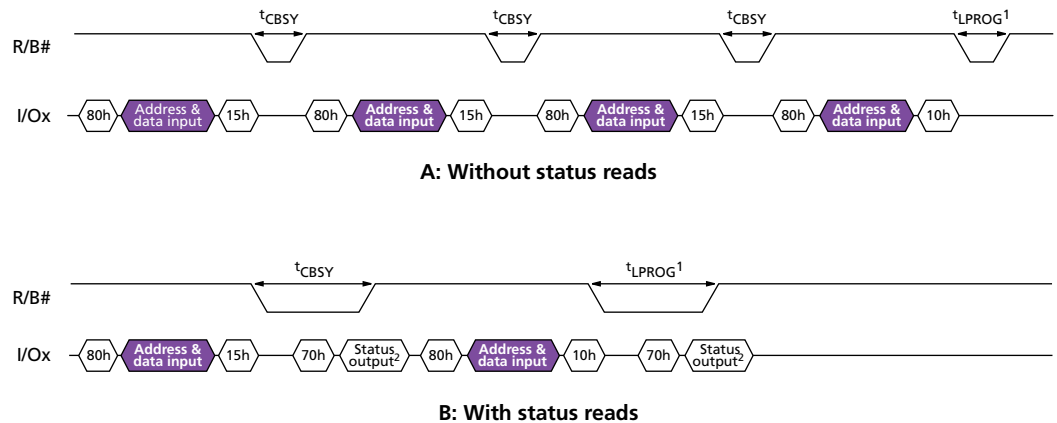 tCBSY tCBSY tCBSY tLPROG1
R/B#
I/Ox 80h Address & data input 15h 80h Address & data input 15h 80h Address & data input 15h 80h Address & data input 10h
A: Without status reads
tCBSY tLPROG1
R/B#
I/Ox 80h Address & data input 15h 70h Status output2 80h Address & data input 10h 70h Status output2
B: With status reads